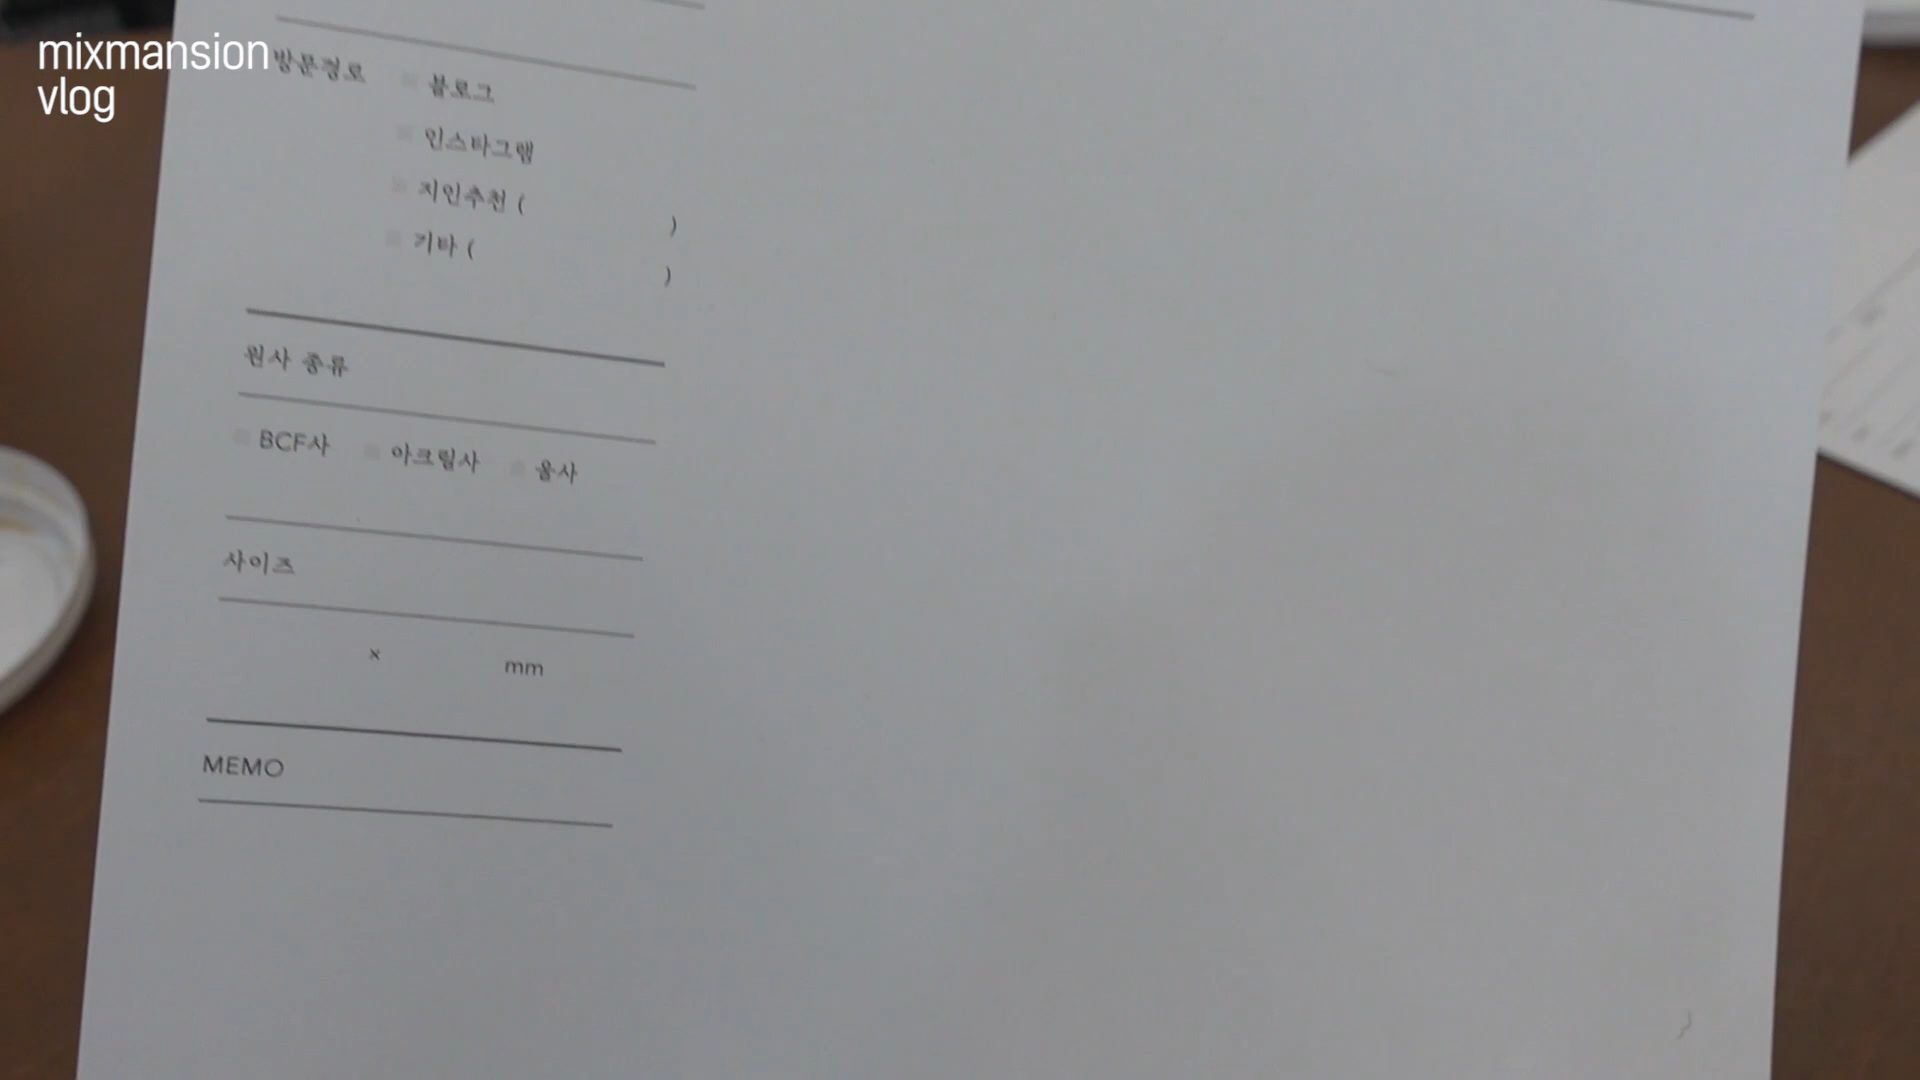 mixmansion
vlog
방문경로
블로그
인스타그램
지인추천 ( )
기타 ( )
원사 종류
BCF사 아크릴사 울사
사이즈
× mm
MEMO